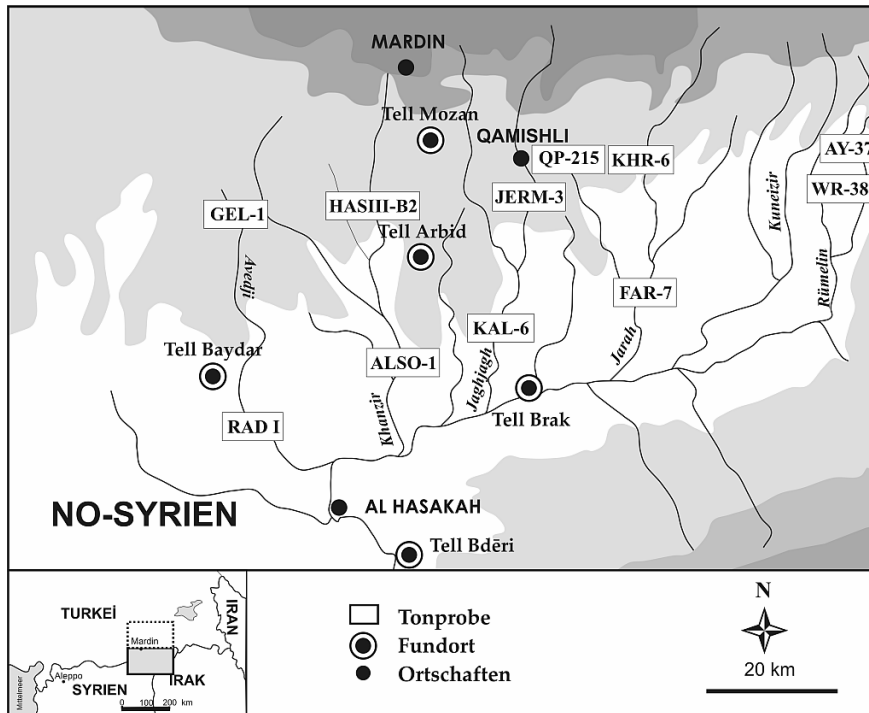 MARDIN
Tell Mozan
QAMISHLI
QP-215
KHR-6
AY-37
WR-38
Kuneizir
GEL-1
HASIII-B2
JERM-3
Tell Arbid
Avedji
Rümelin
FAR-7
KAL-6
Jarah
Tell Baydar
ALSO-1
Jaghjagh
Khanzir
Tell Brak
RAD I
NO-SYRIEN
AL HASAKAH
Tell Bdēri
TURKEİ
IRAN
Mardin
Aleppo
SYRIEN
IRAK
Mittelmeer
0 100 200 km
Tonprobe
Fundort
Ortschaften
N
20 km